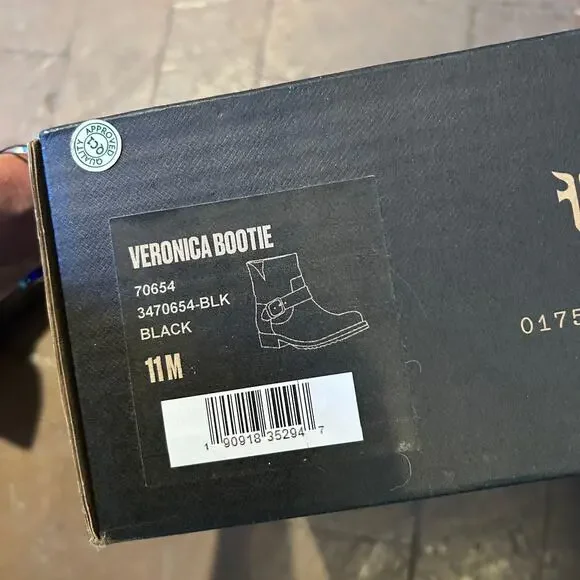 QUALITY APPROVED
VERONICA BOOTIE
70654
3470654-BLK
BLACK
11M
1 90918 35294 7
0175